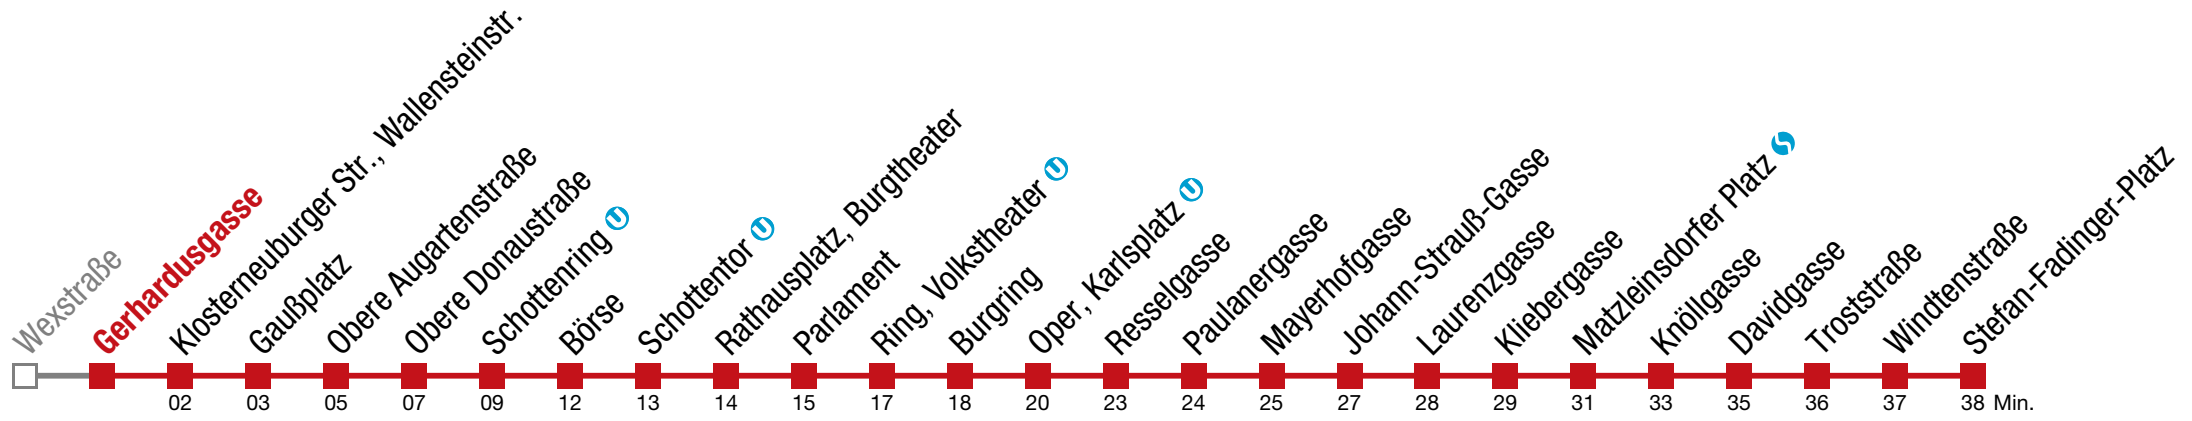 Wexstraße
Gerhardusgasse
Klosterneuburger Str., Wallensteinstr.
Gaußplatz
Obere Augartenstraße
Obere Donaustraße
Schottenring U
Börse
Schottentor U
Rathausplatz, Burgtheater
Parlament
Ring, Volkstheater U
Burgring
Oper, Karlsplatz U
Resselgasse
Paulanergasse
Mayerhofgasse
Johann-Strauß-Gasse
Laurenzgasse
Kliebergasse
Matzleinsdorfer Platz S
Knöllgasse
Davidgasse
Troststraße
Windtenstraße
Stefan-Fadinger-Platz
02 03 05 07 09 12 13 14 15 17 18 20 23 24 25 27 28 29 31 33 35 36 37 38 Min.